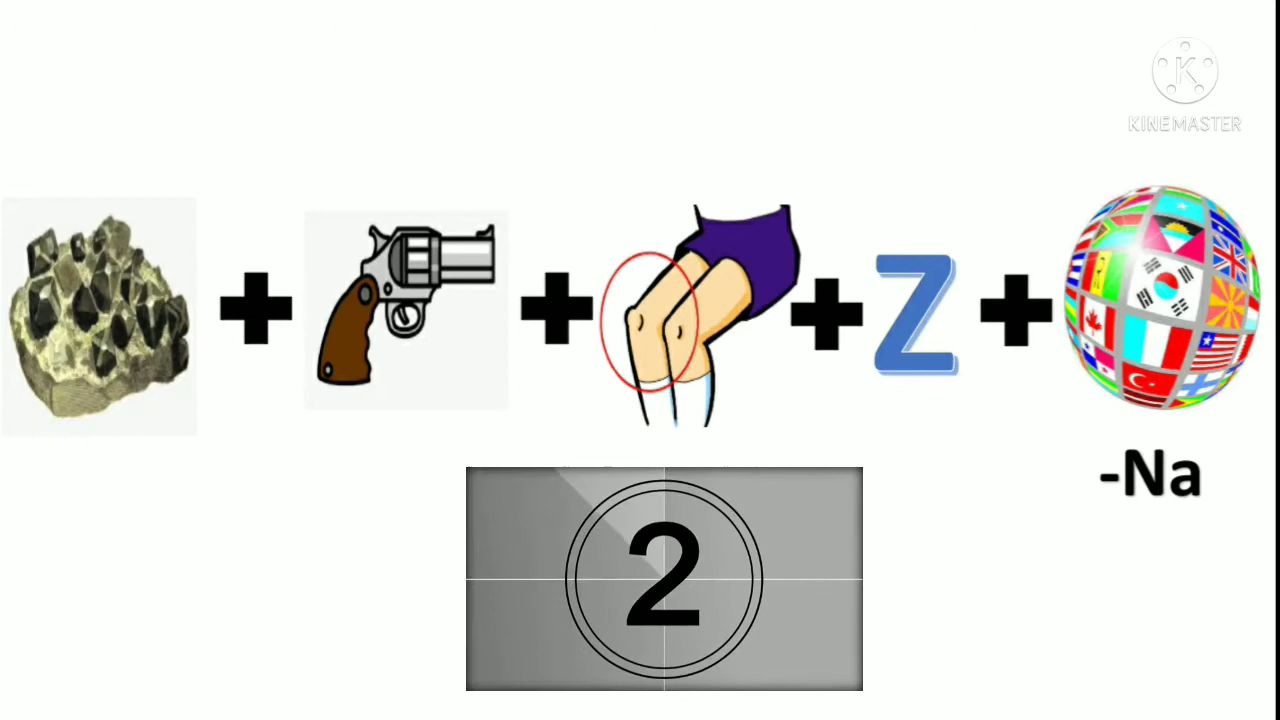 K
KINEMASTER
+ + + Z +
-Na
2